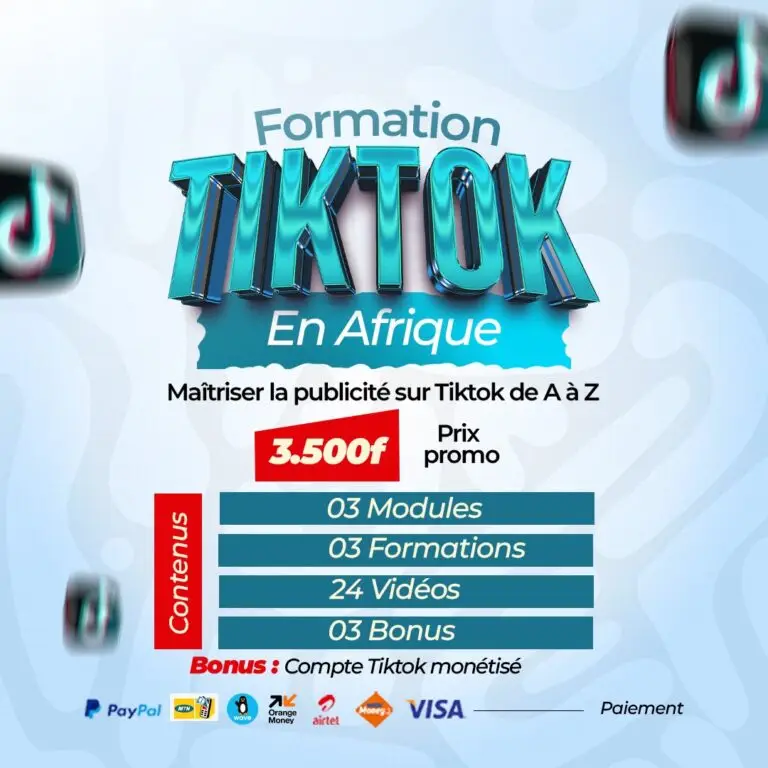 Formation
TIKTOK
En Afrique
Maîtriser la publicité sur Tiktok de A à Z
3.500f
Prix
promo
Contenus
03 Modules
03 Formations
24 Vidéos
03 Bonus
Bonus : Compte Tiktok monétisé
PayPal
MTN
wave
Orange
Money
airtel
VISA
Paiement